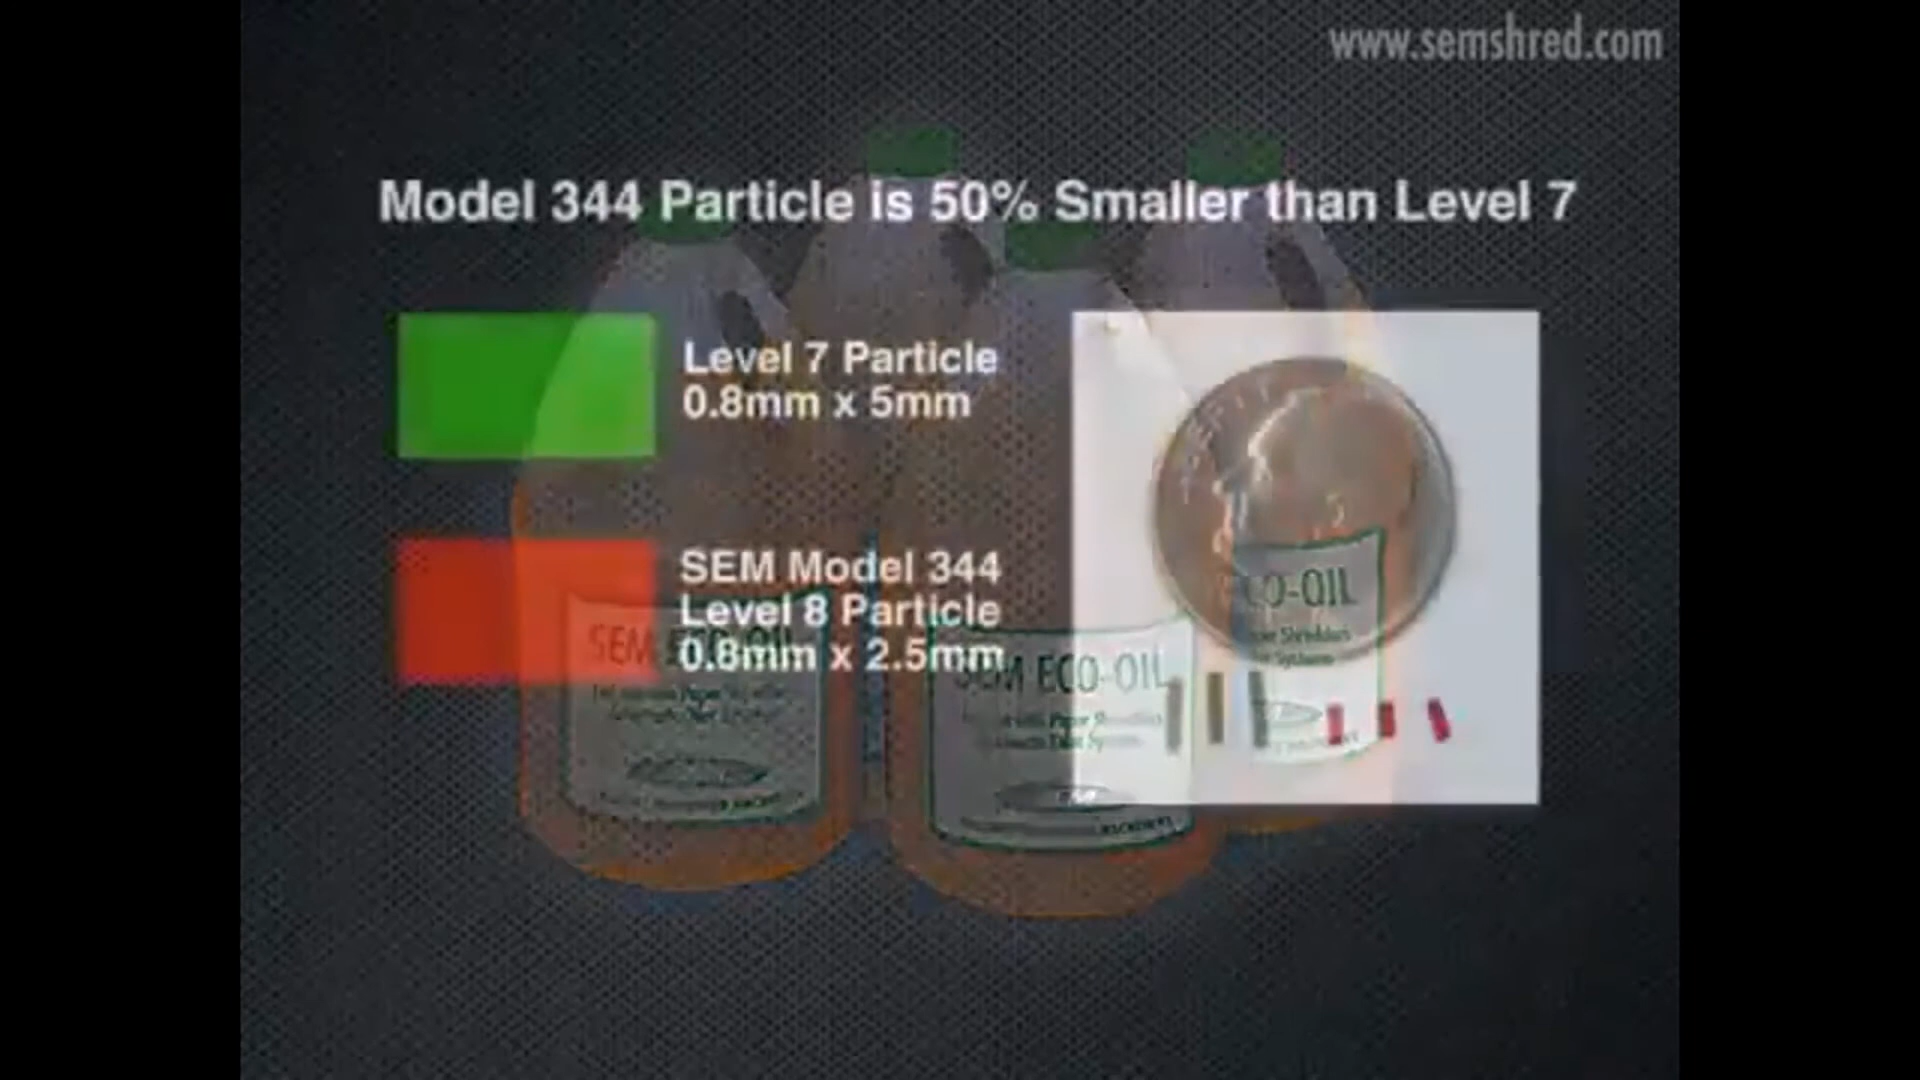 www.semshred.com
Model 344 Particle is 50% Smaller than Level 7
Level 7 Particle
0.8mm x 5mm
SEM Model 344
Level 8 Particle
0.8mm x 2.5mm
SEM ECO-OIL
SEM ECO-OIL
CO-OIL